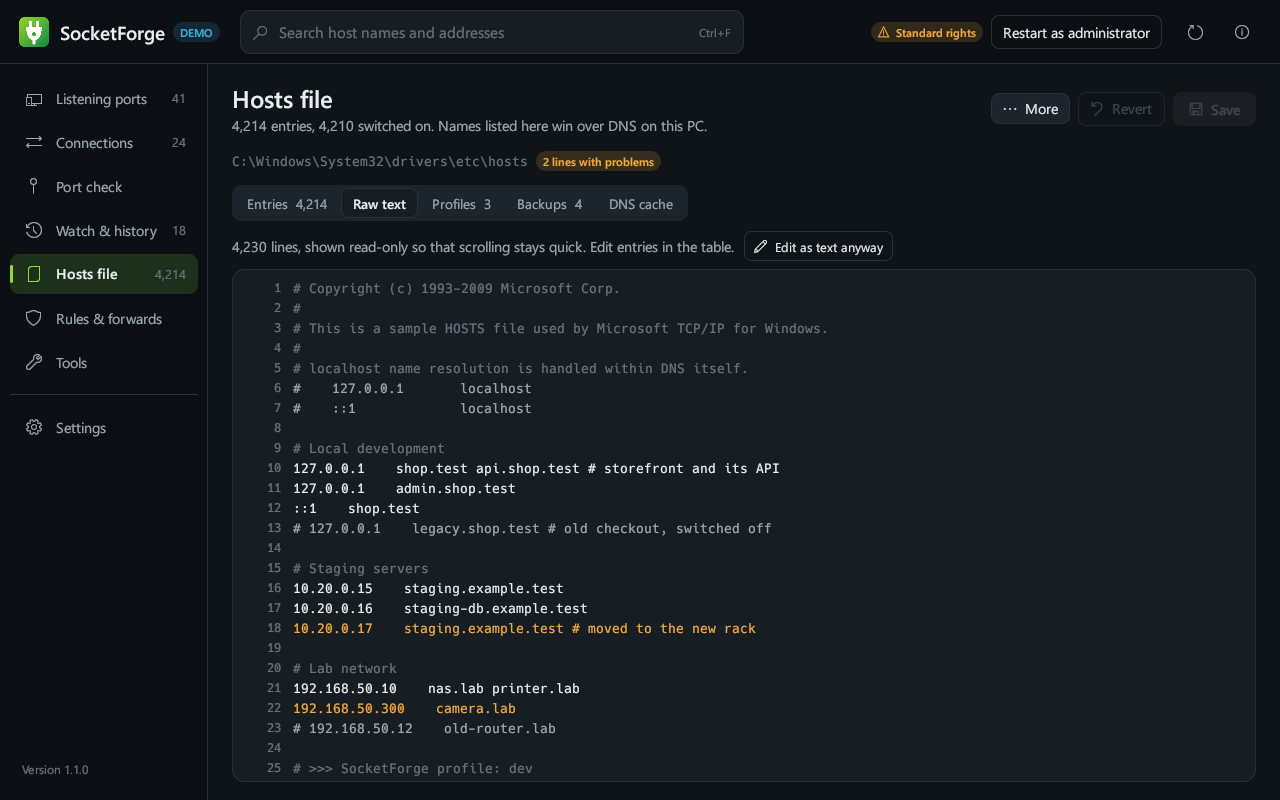 SocketForge DEMO
Search host names and addresses Ctrl+F
Standard rights
Restart as administrator
Listening ports 41
Connections 24
Port check
Watch & history 18
Hosts file 4,214
Rules & forwards
Tools
Settings
Version 1.1.0
Hosts file
4,214 entries, 4,210 switched on. Names listed here win over DNS on this PC.
More
Revert
Save
C:\Windows\System32\drivers\etc\hosts 2 lines with problems
Entries 4,214 Raw text Profiles 3 Backups 4 DNS cache
4,230 lines, shown read-only so that scrolling stays quick. Edit entries in the table. Edit as text anyway
1 # Copyright (c) 1993-2009 Microsoft Corp.
2 #
3 # This is a sample HOSTS file used by Microsoft TCP/IP for Windows.
4 #
5 # localhost name resolution is handled within DNS itself.
6 #    127.0.0.1       localhost
7 #    ::1             localhost
8
9 # Local development
10 127.0.0.1    shop.test api.shop.test # storefront and its API
11 127.0.0.1    admin.shop.test
12 ::1    shop.test
13 # 127.0.0.1    legacy.shop.test # old checkout, switched off
14
15 # Staging servers
16 10.20.0.15    staging.example.test
17 10.20.0.16    staging-db.example.test
18 10.20.0.17    staging.example.test # moved to the new rack
19
20 # Lab network
21 192.168.50.10    nas.lab printer.lab
22 192.168.50.300    camera.lab
23 # 192.168.50.12    old-router.lab
24
25 # >>> SocketForge profile: dev